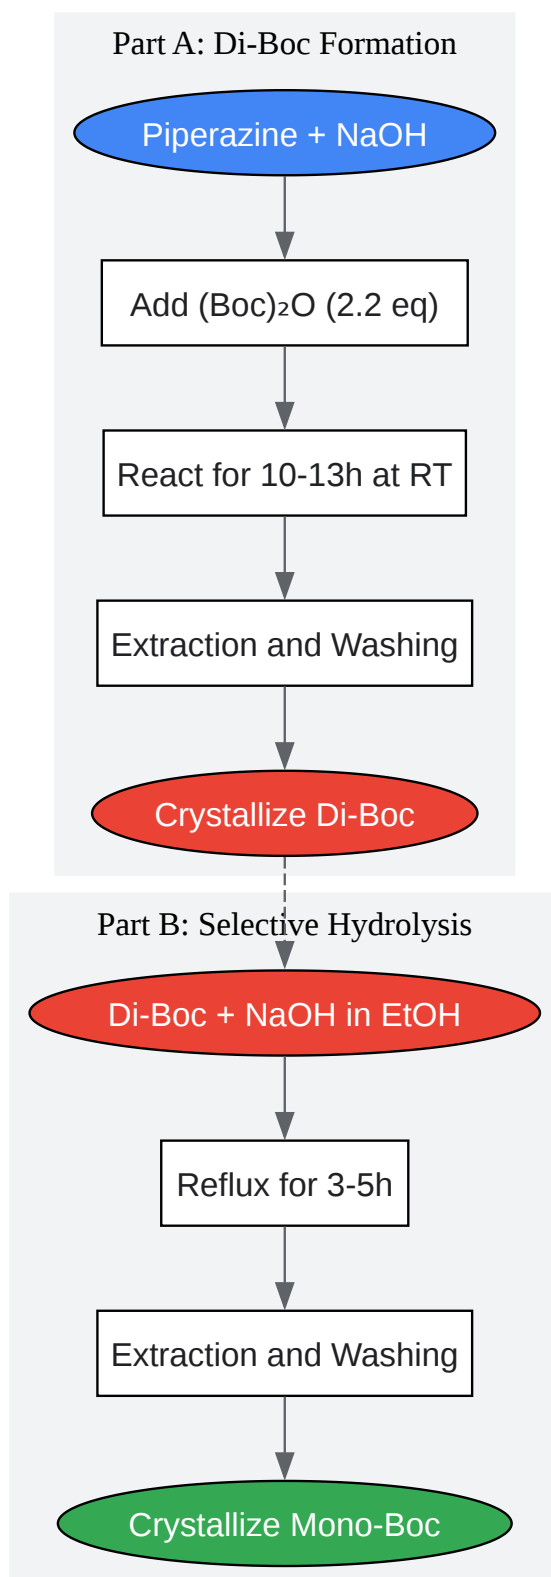 Part A: Di-Boc Formation
Piperazine + NaOH
Add (Boc)₂O (2.2 eq)
React for 10-13h at RT
Extraction and Washing
Crystallize Di-Boc
Part B: Selective Hydrolysis
Di-Boc + NaOH in EtOH
Reflux for 3-5h
Extraction and Washing
Crystallize Mono-Boc